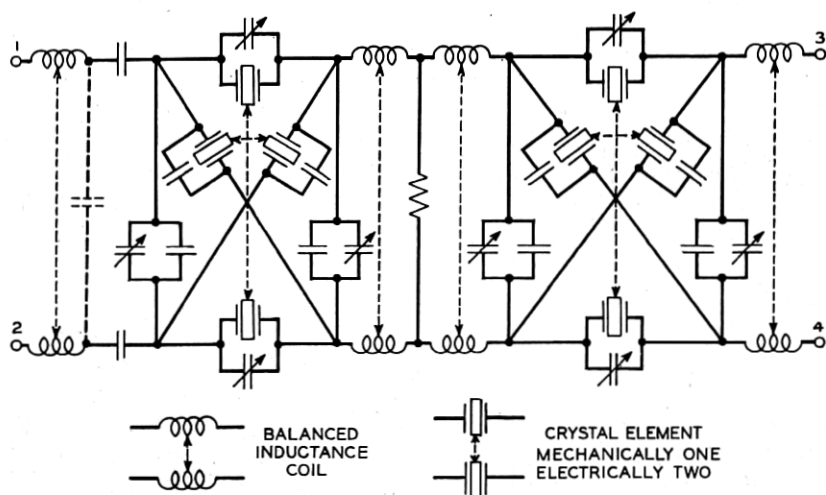 1
3
2
4
BALANCED
INDUCTANCE
COIL
CRYSTAL ELEMENT
MECHANICALLY ONE
ELECTRICALLY TWO